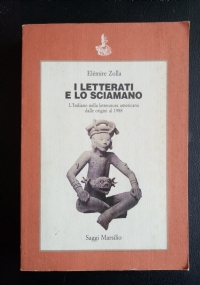 Elémire Zolla
I LETTERATI
E LO SCIAMANO
L'Indiano nella letteratura americana
dalle origini al 1988
Saggi Marsilio